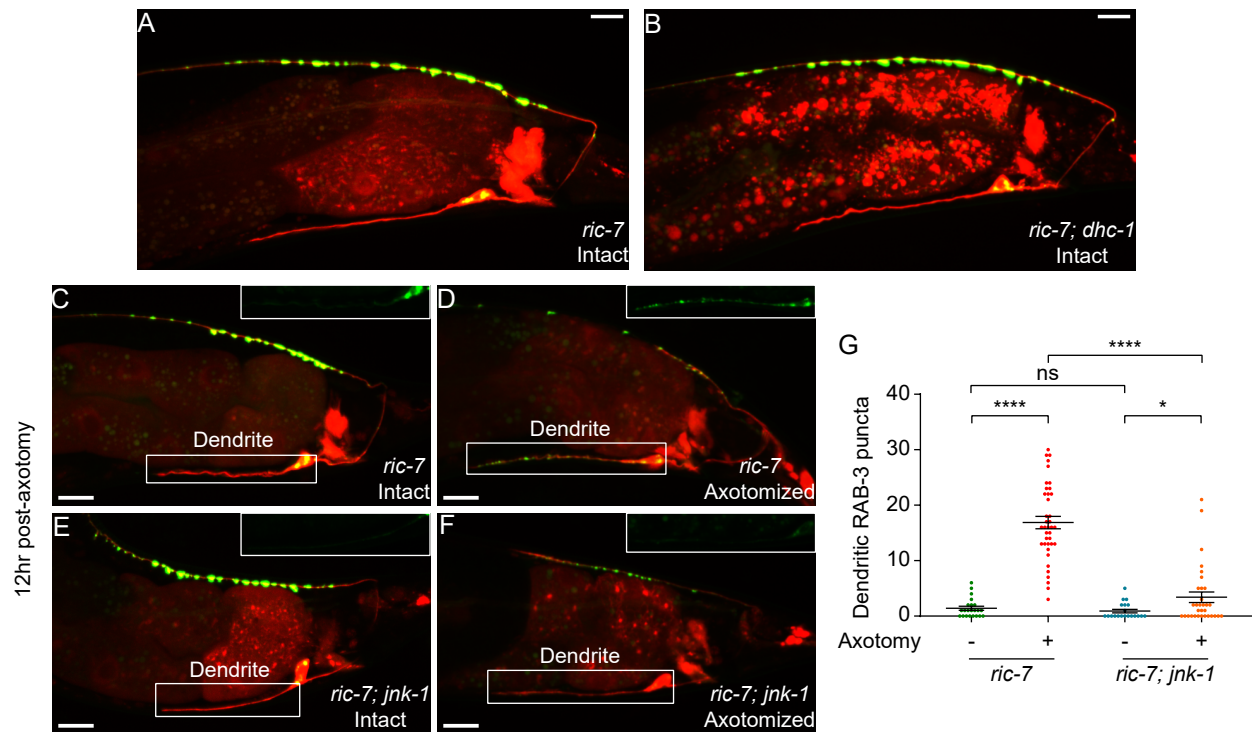 A
ric-7
Intact
B
ric-7; dhc-1
Intact
12hr post-axotomy
C
Dendrite
ric-7
Intact
D
Dendrite
ric-7
Axotomized
E
Dendrite
ric-7; jnk-1
Intact
F
Dendrite
ric-7; jnk-1
Axotomized
G
Dendritic RAB-3 puncta
40
30
20
10
0
****
ns
****
*
Axotomy - + - +
ric-7 ric-7; jnk-1